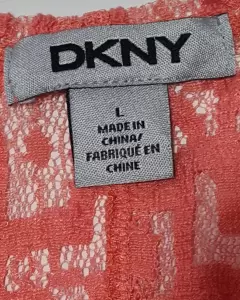 DKNY
L
MADE IN
CHINA/
FABRIQUÉ EN
CHINE